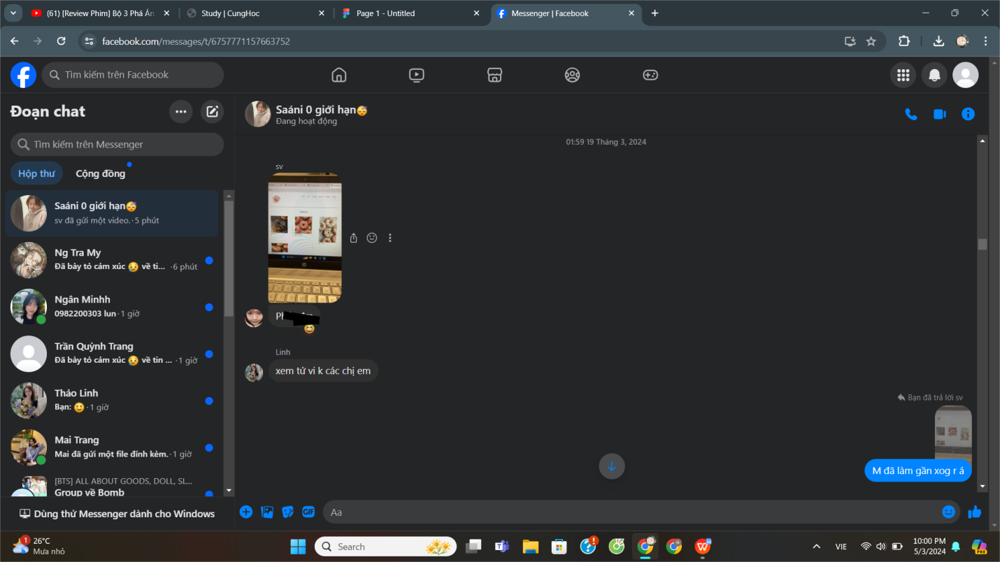 (61) [Review Phim] Bộ 3 Phá Án
Study | CungHoc
Page 1 - Untitled
Messenger | Facebook
facebook.com/messages/t/6757771157663752
Tìm kiếm trên Facebook
Đoạn chat
Tìm kiếm trên Messenger
Hộp thư
Cộng đồng
Saáni 0 giới hạn😴
sv đã gửi một video. · 5 phút
Ng Tra My
Đã bày tỏ cảm xúc 😥 về ti... · 6 phút
Ngân Minhh
0982200303 lun · 1 giờ
Trần Quỳnh Trang
Đã bày tỏ cảm xúc 😥 về tin ... · 1 giờ
Thảo Linh
Bạn: 😆 · 1 giờ
Mai Trang
Mai đã gửi một file đính kèm. · 1 giờ
[BTS] ALL ABOUT GOODS, DOLL, SL...
Group về Bomb
Dùng thử Messenger dành cho Windows
Saáni 0 giới hạn😴
Đang hoạt động
01:59 19 Tháng 3, 2024
sv
Linh
xem tử vi k các chị em
Bạn đã trả lời sv
M đã làm gần xog r á
GIF
Aa
1
26°C
Mưa nhỏ
Search
VIE
10:00 PM
5/3/2024
PRE